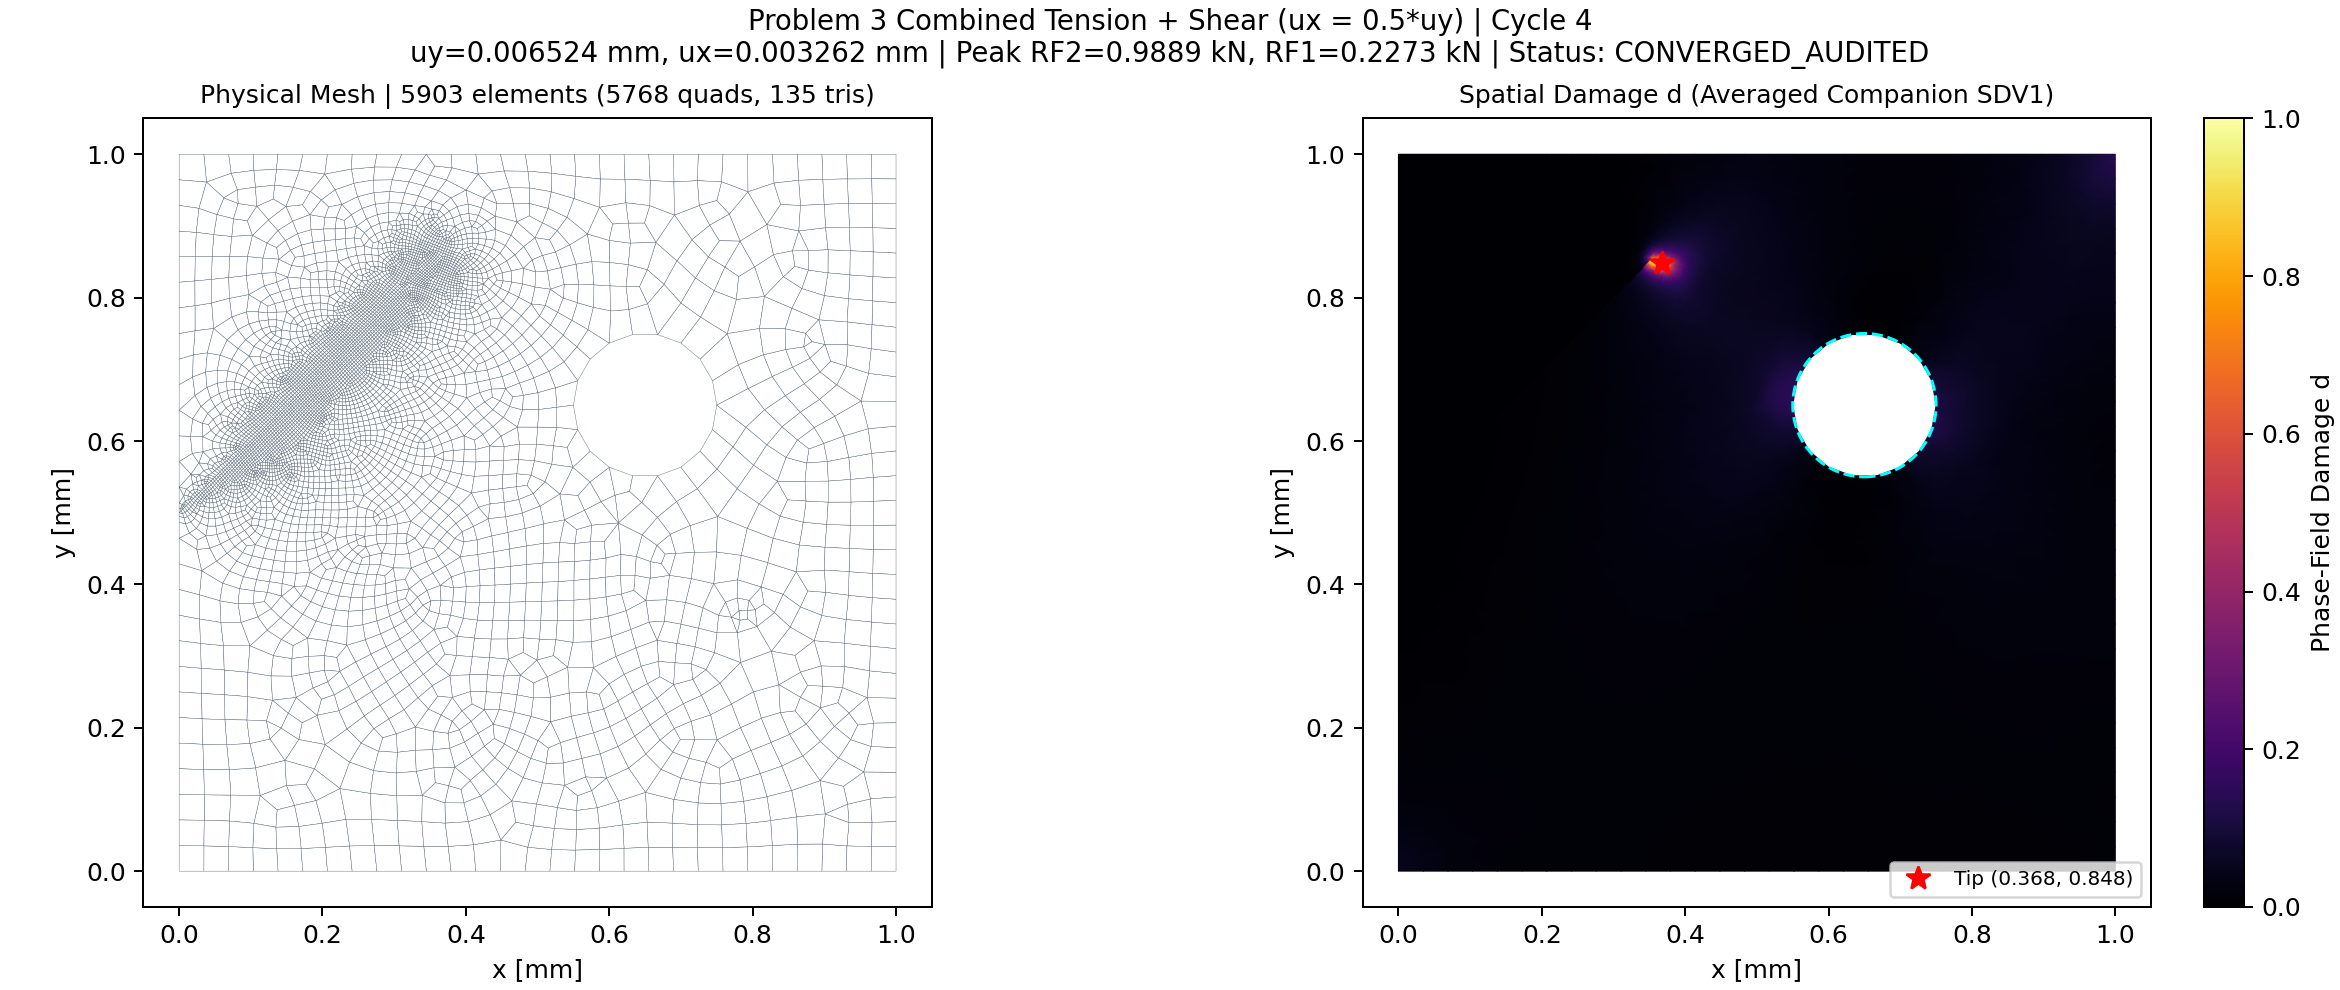 Problem 3 Combined Tension + Shear (ux = 0.5*uy) | Cycle 4
uy=0.006524 mm, ux=0.003262 mm | Peak RF2=0.9889 kN, RF1=0.2273 kN | Status: CONVERGED_AUDITED
Physical Mesh | 5903 elements (5768 quads, 135 tris)
1.0
0.8
0.6
0.4
0.2
0.0
y [mm]
0.0 0.2 0.4 0.6 0.8 1.0
x [mm]
Spatial Damage d (Averaged Companion SDV1)
1.0
0.8
0.6
0.4
0.2
0.0
y [mm]
Tip (0.368, 0.848)
0.0 0.2 0.4 0.6 0.8 1.0
x [mm]
1.0
0.8
0.6
0.4
0.2
0.0
Phase-Field Damage d